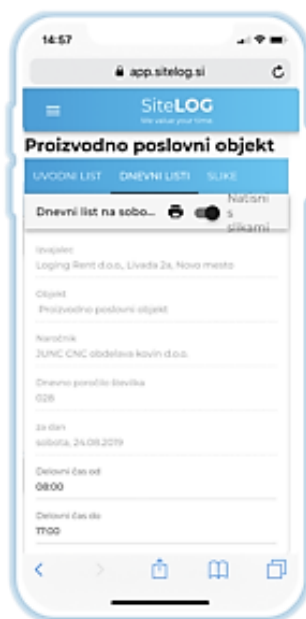 14:57
app.sitelog.si
SiteLOG
We value your time
Proizvodno poslovni objekt
UVODNI LIST DNEVNI LISTI SLIKE
Dnevni list na sobo... Natisni s slikami
Izvajalec
Loging Rent d.o.o., Livada 2a, Novo mesto
Objekt
Proizvodno poslovni objekt
Naročnik
JUNC CNC obdelava kovin d.o.o.
Dnevno poročilo številka
028
za dan
sobota, 24.08.2019
Delovni čas od
08:00
Delovni čas do
17:00